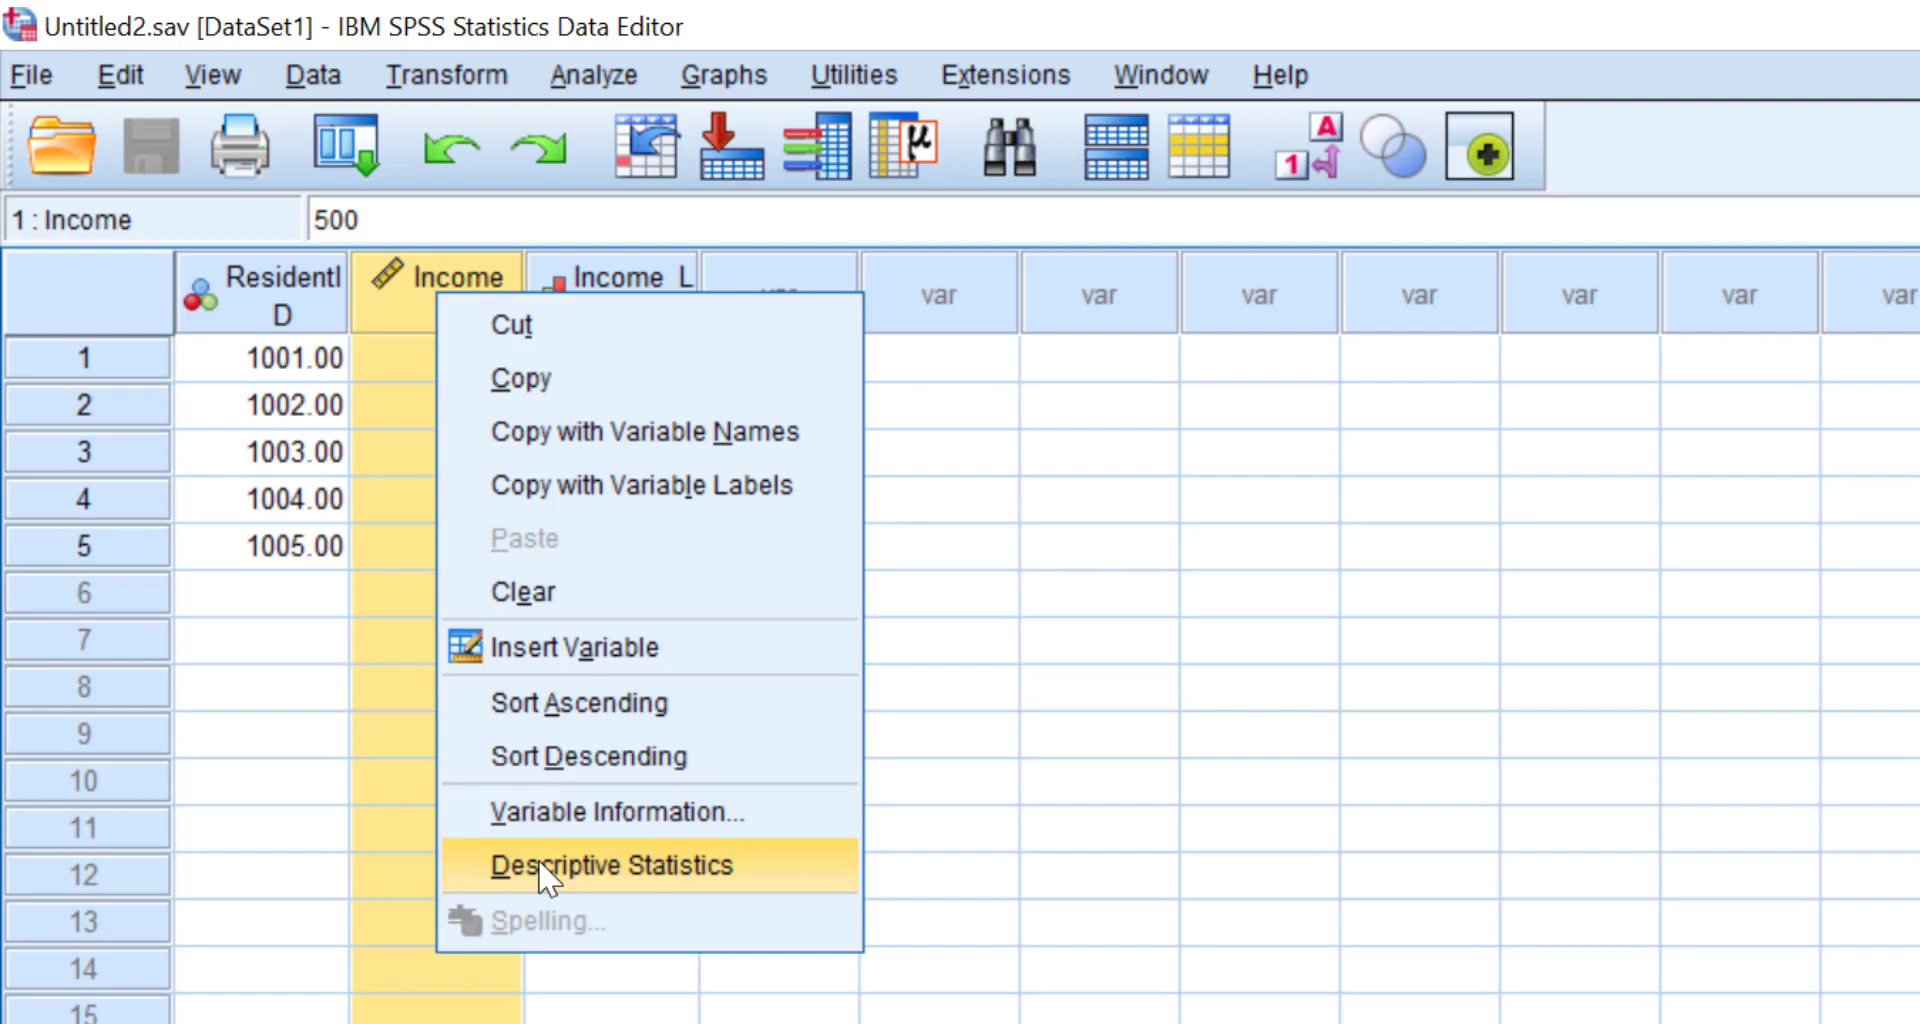 Untitled2.sav [DataSet1] - IBM SPSS Statistics Data Editor
File Edit View Data Transform Analyze Graphs Utilities Extensions Window Help
1 : Income 500
ResidentI
D
Income
Income_L
var var var var var var var
1 1001.00
2 1002.00
3 1003.00
4 1004.00
5 1005.00
6
7
8
9
10
11
12
13
14
15
Cut
Copy
Copy with Variable Names
Copy with Variable Labels
Paste
Clear
Insert Variable
Sort Ascending
Sort Descending
Variable Information...
Descriptive Statistics
Spelling...
A
1
μ